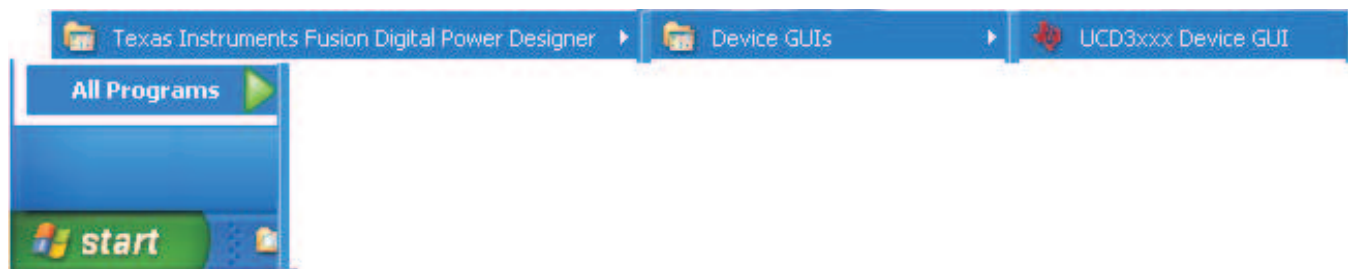 Texas Instruments Fusion Digital Power Designer Device GUIs UCD3xxx Device GUI
All Programs
start